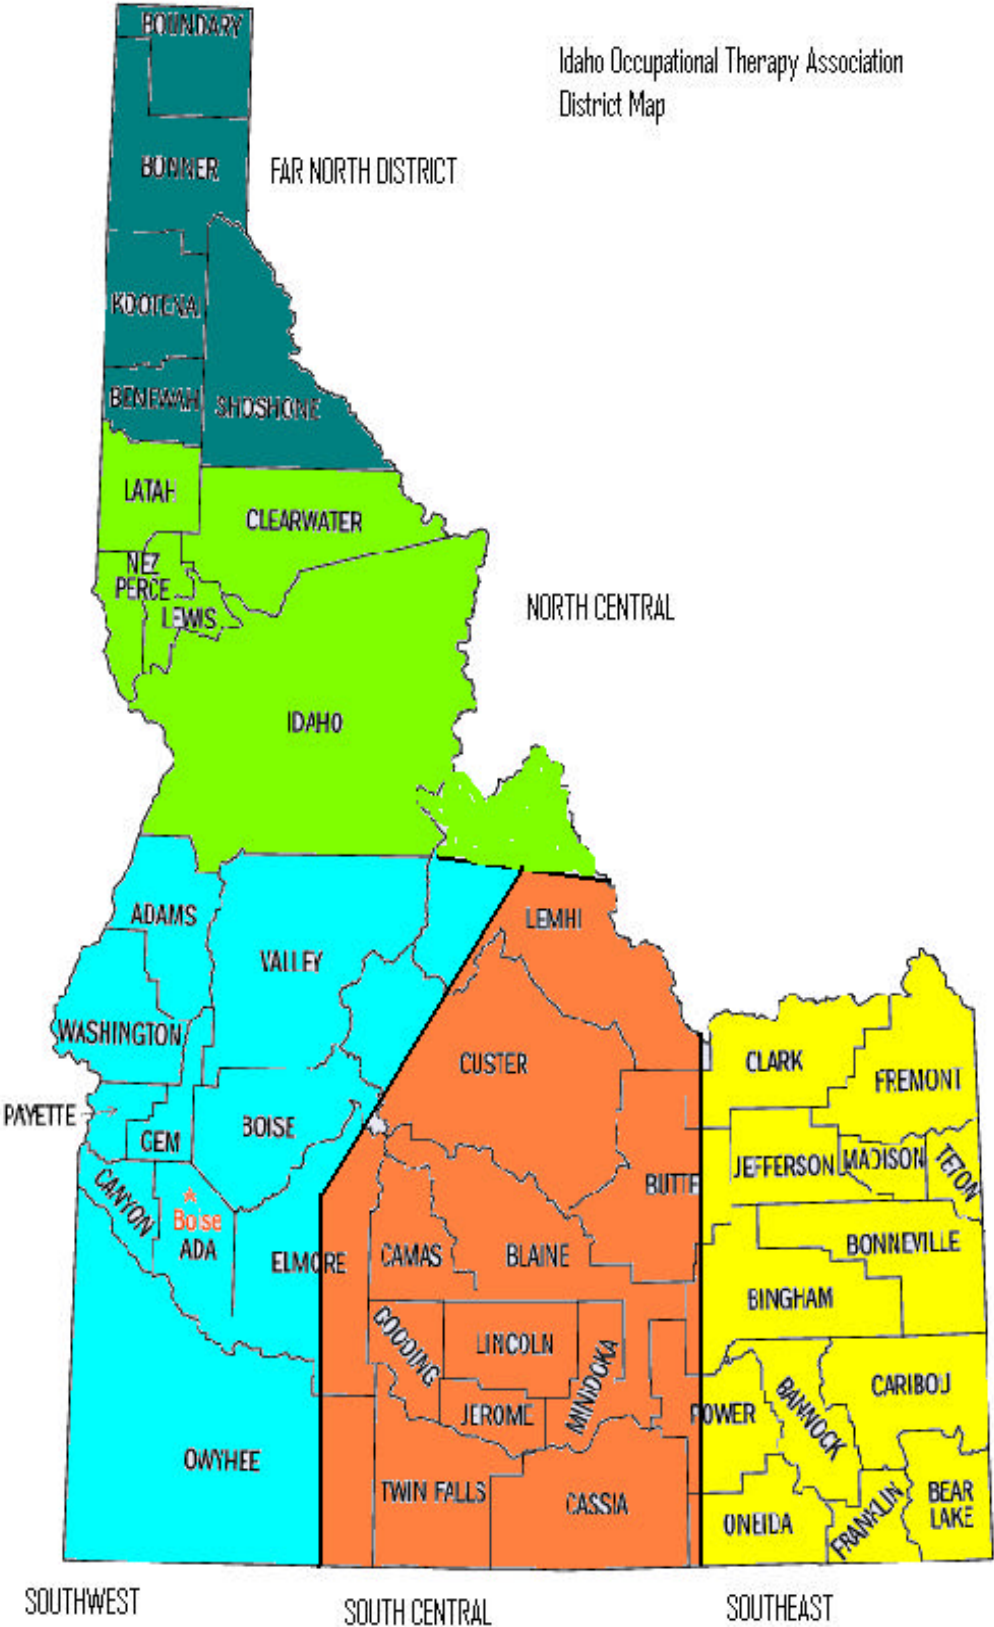 BOUNDARY
Idaho Occupational Therapy Association
District Map
BONNER
FAR NORTH DISTRICT
KOOTENA
BENEWAH
SHOSHONE
LATAH
CLEARWATER
NEZ
PERCE
LEWIS
NORTH CENTRAL
IDAHO
ADAMS
LEMHI
VALLEY
WASHINGTON
CUSTER
CLARK
FREMONT
PAYETTE
GEM
BOISE
JEFFERSON
MADISON
TETON
CANYON
BUTTE
Boise
ADA
ELMORE
CAMAS
BLAINE
BONNEVILLE
BINGHAM
GOODING
LINCOLN
MINIDOKA
JEROME
POWER
BANNOCK
CARIBOU
OWYHEE
TWIN FALLS
CASSIA
ONEIDA
FRANKLIN
BEAR
LAKE
SOUTHWEST
SOUTH CENTRAL
SOUTHEAST